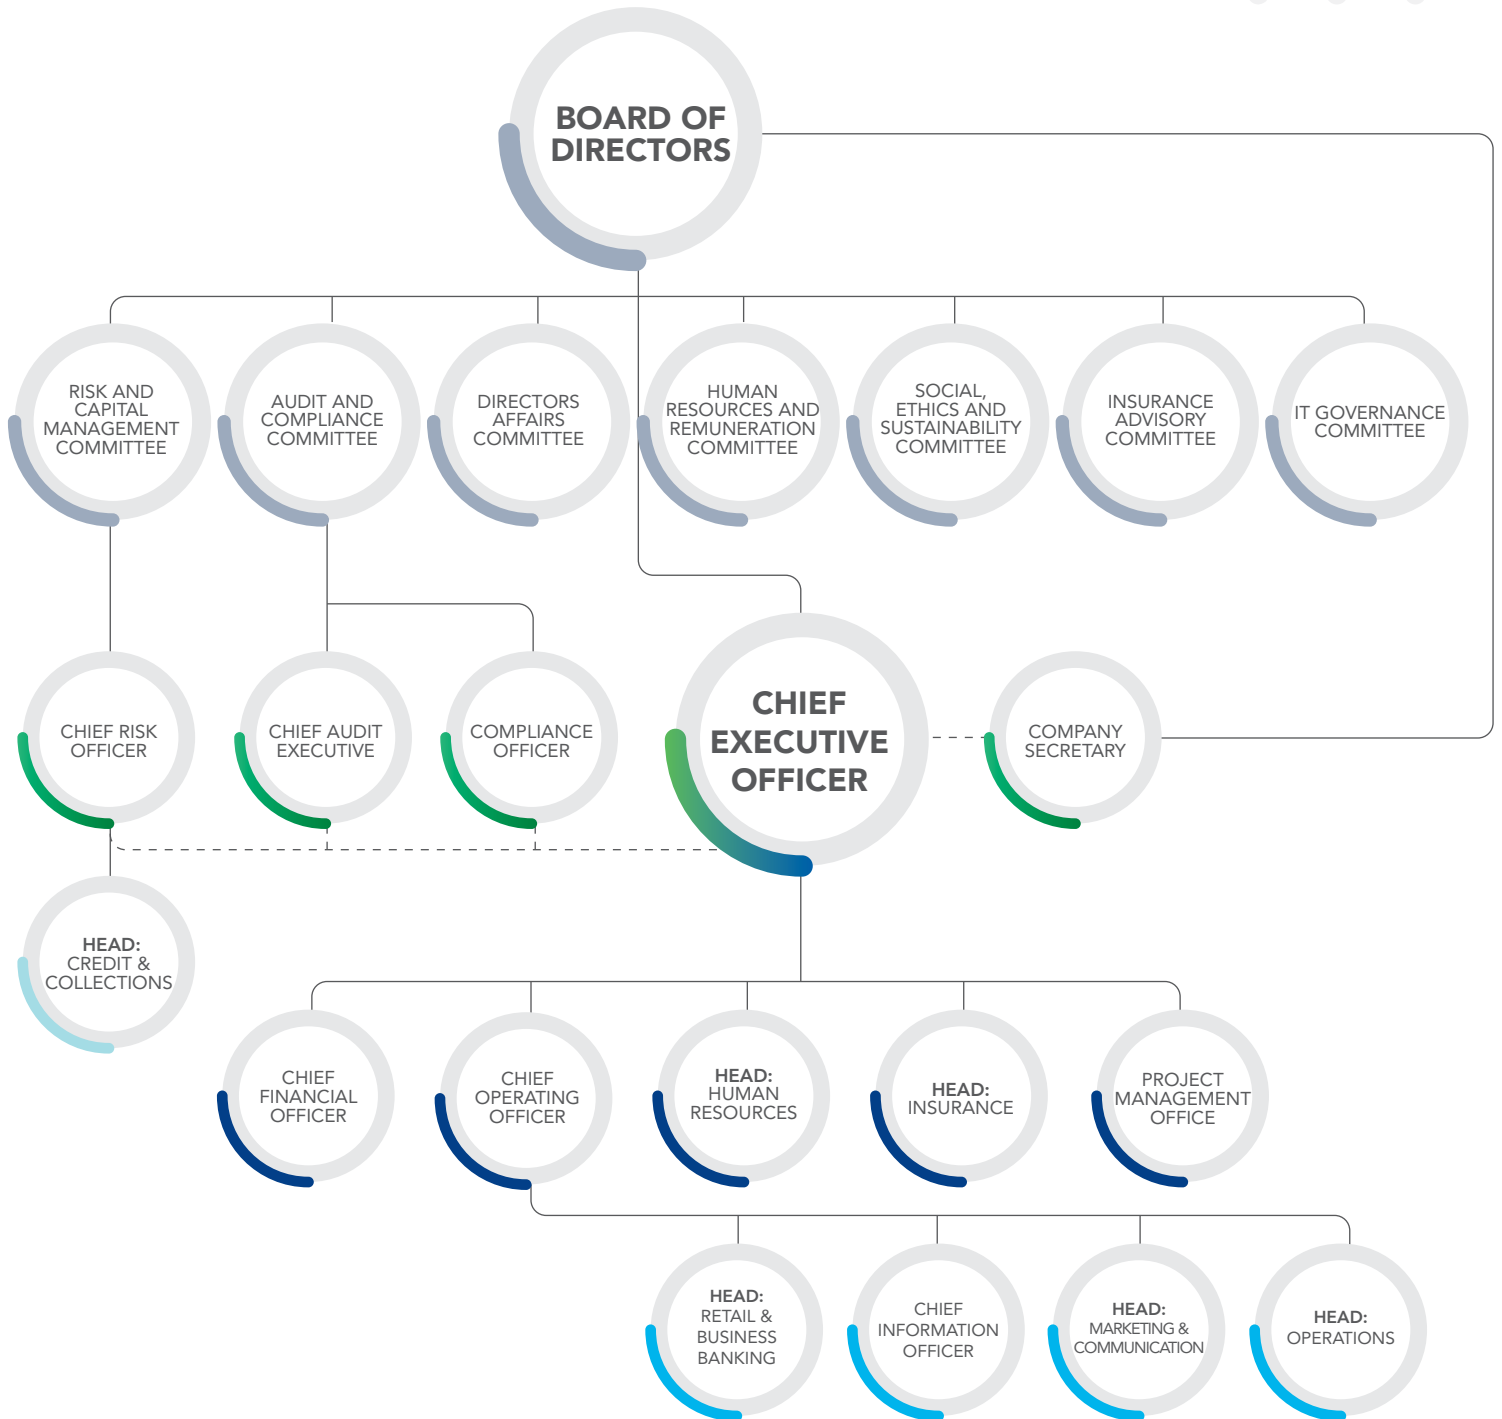 BOARD OF
DIRECTORS
RISK AND
CAPITAL
MANAGEMENT
COMMITTEE
AUDIT AND
COMPLIANCE
COMMITTEE
DIRECTORS
AFFAIRS
COMMITTEE
HUMAN
RESOURCES AND
REMUNERATION
COMMITTEE
SOCIAL,
ETHICS AND
SUSTAINABILITY
COMMITTEE
INSURANCE
ADVISORY
COMMITTEE
IT GOVERNANCE
COMMITTEE
CHIEF RISK
OFFICER
CHIEF AUDIT
EXECUTIVE
COMPLIANCE
OFFICER
CHIEF
EXECUTIVE
OFFICER
COMPANY
SECRETARY
HEAD:
CREDIT &
COLLECTIONS
CHIEF
FINANCIAL
OFFICER
CHIEF
OPERATING
OFFICER
HEAD:
HUMAN
RESOURCES
HEAD:
INSURANCE
PROJECT
MANAGEMENT
OFFICE
HEAD:
RETAIL &
BUSINESS
BANKING
CHIEF
INFORMATION
OFFICER
HEAD:
MARKETING &
COMMUNICATION
HEAD:
OPERATIONS